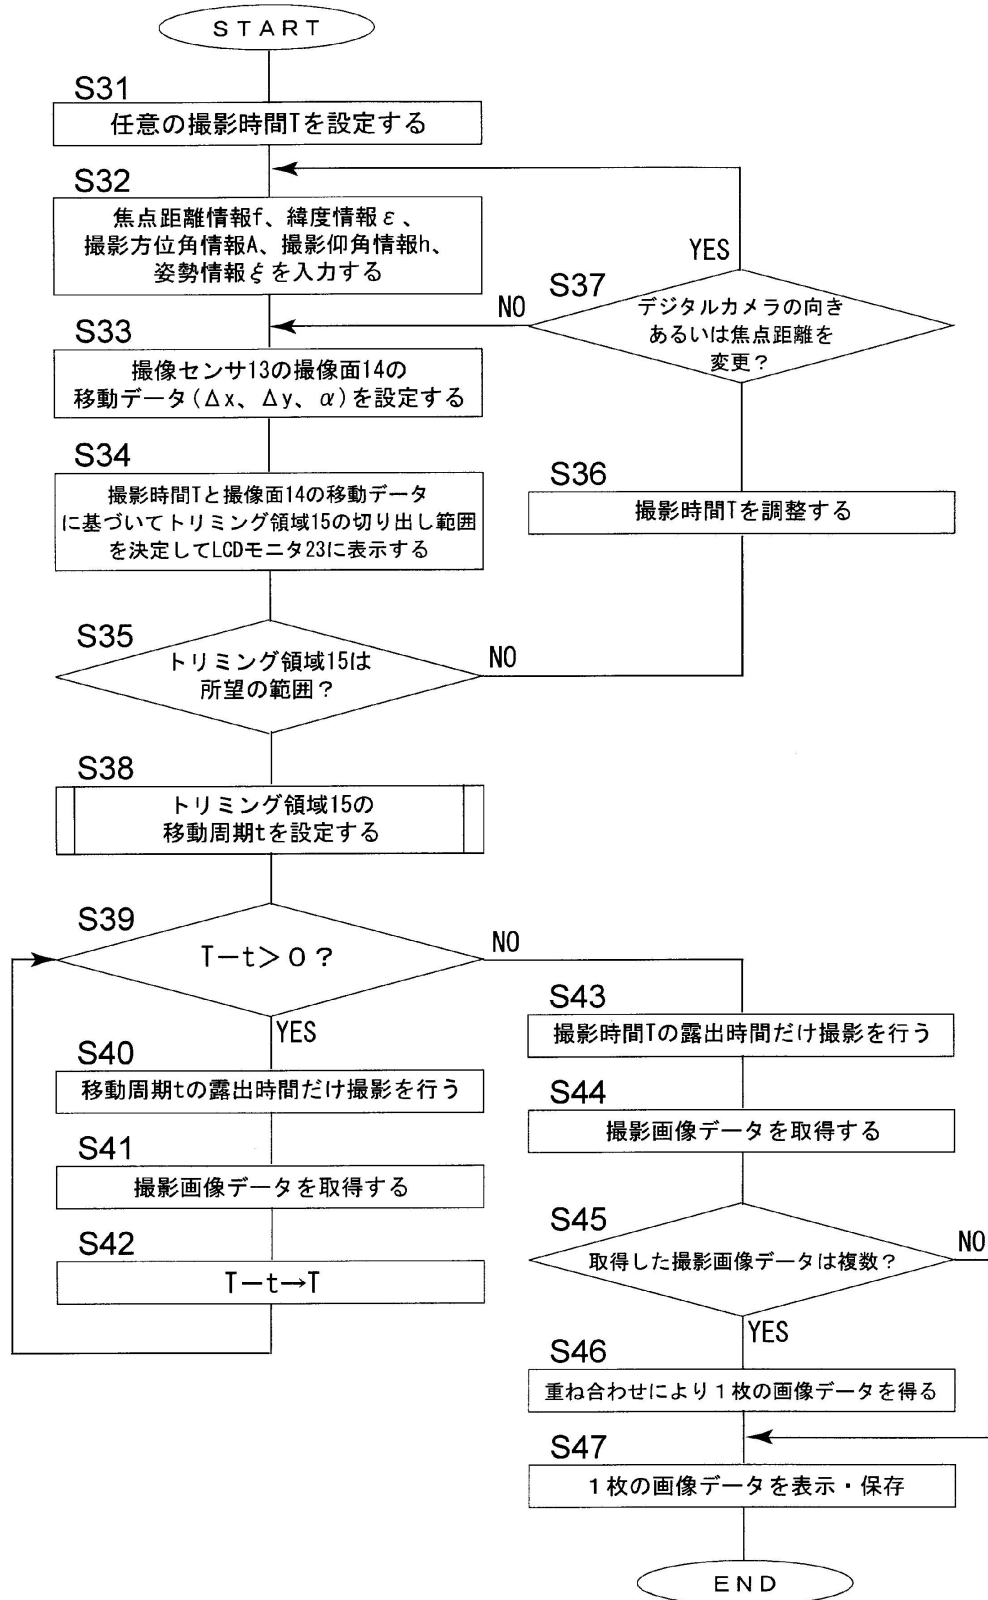 START
S31
任意の撮影時間Tを設定する
S32
焦点距離情報f、緯度情報ε、
撮影方位角情報A、撮影仰角情報h、
姿勢情報ξを入力する
S33
撮像センサ13の撮像面14の
移動データ(Δx、Δy、α)を設定する
S34
撮影時間Tと撮像面14の移動データ
に基づいてトリミング領域15の切り出し範囲
を決定してLCDモニタ23に表示する
S35
トリミング領域15は
所望の範囲?
NO
S36
撮影時間Tを調整する
S37
デジタルカメラの向き
あるいは焦点距離を
変更?
YES
NO
S38
トリミング領域15の
移動周期tを設定する
S39
T-t>0?
NO
YES
S40
移動周期tの露出時間だけ撮影を行う
S41
撮影画像データを取得する
S42
T-t→T
S43
撮影時間Tの露出時間だけ撮影を行う
S44
撮影画像データを取得する
S45
取得した撮影画像データは複数?
NO
YES
S46
重ね合わせにより1枚の画像データを得る
S47
1枚の画像データを表示・保存
END